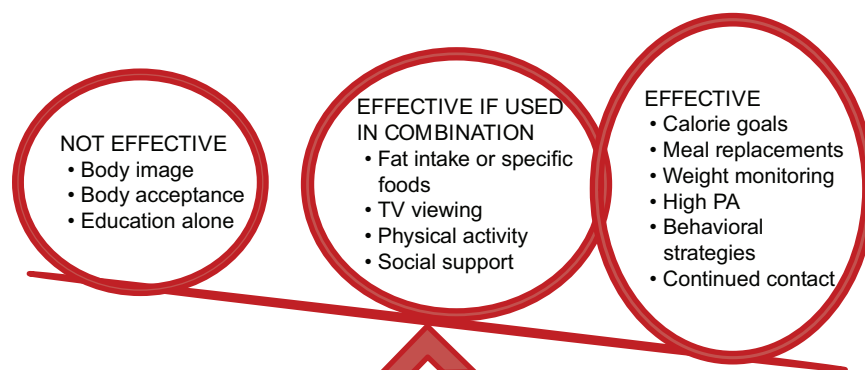 NOT EFFECTIVE
• Body image
• Body acceptance
• Education alone
EFFECTIVE IF USED
IN COMBINATION
• Fat intake or specific
foods
• TV viewing
• Physical activity
• Social support
EFFECTIVE
• Calorie goals
• Meal replacements
• Weight monitoring
• High PA
• Behavioral
strategies
• Continued contact